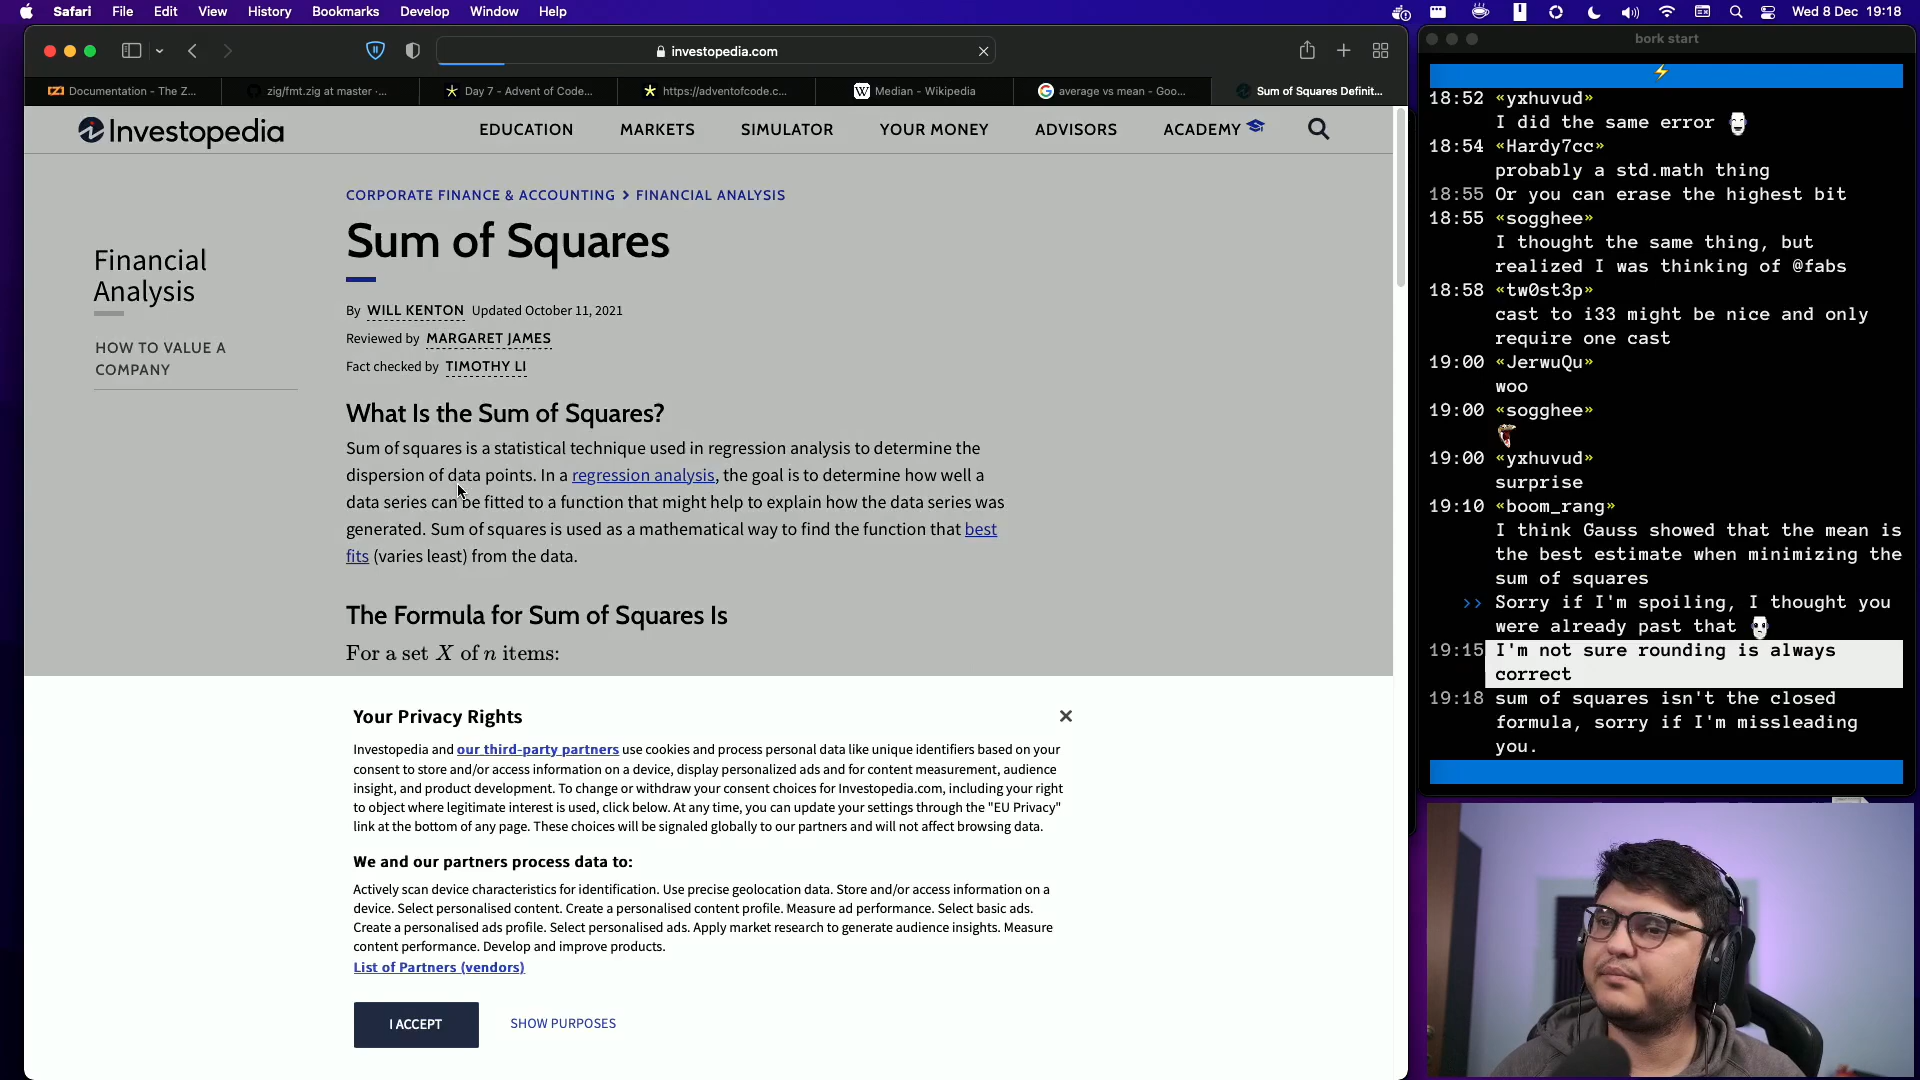 Safari File Edit View History Bookmarks Develop Window Help
Wed 8 Dec 19:18
investopedia.com
bork start
Documentation - The Z...
zig/fmt.zig at master ·...
Day 7 - Advent of Code...
https://adventofcode.c...
Median - Wikipedia
average vs mean - Goo...
Sum of Squares Definit...
Investopedia
EDUCATION MARKETS SIMULATOR YOUR MONEY ADVISORS ACADEMY
CORPORATE FINANCE & ACCOUNTING > FINANCIAL ANALYSIS
Sum of Squares
Financial
Analysis
HOW TO VALUE A
COMPANY
By WILL KENTON Updated October 11, 2021
Reviewed by MARGARET JAMES
Fact checked by TIMOTHY LI
What Is the Sum of Squares?
Sum of squares is a statistical technique used in regression analysis to determine the
dispersion of data points. In a regression analysis, the goal is to determine how well a
data series can be fitted to a function that might help to explain how the data series was
generated. Sum of squares is used as a mathematical way to find the function that best
fits (varies least) from the data.
The Formula for Sum of Squares Is
For a set X of n items:
Your Privacy Rights
Investopedia and our third-party partners use cookies and process personal data like unique identifiers based on your
consent to store and/or access information on a device, display personalized ads and for content measurement, audience
insight, and product development. To change or withdraw your consent choices for Investopedia.com, including your right
to object where legitimate interest is used, click below. At any time, you can update your settings through the "EU Privacy"
link at the bottom of any page. These choices will be signaled globally to our partners and will not affect browsing data.
We and our partners process data to:
Actively scan device characteristics for identification. Use precise geolocation data. Store and/or access information on a
device. Select personalised content. Create a personalised content profile. Measure ad performance. Select basic ads.
Create a personalised ads profile. Select personalised ads. Apply market research to generate audience insights. Measure
content performance. Develop and improve products.
List of Partners (vendors)
I ACCEPT SHOW PURPOSES
18:52 «yxhuvud»
I did the same error
18:54 «Hardy7cc»
probably a std.math thing
18:55 Or you can erase the highest bit
18:55 «sogghee»
I thought the same thing, but
realized I was thinking of @fabs
18:58 «tw0st3p»
cast to i33 might be nice and only
require one cast
19:00 «JerwuQu»
woo
19:00 «sogghee»
19:00 «yxhuvud»
surprise
19:10 «boom_rang»
I think Gauss showed that the mean is
the best estimate when minimizing the
sum of squares
>> Sorry if I'm spoiling, I thought you
were already past that
19:15 I'm not sure rounding is always
correct
19:18 sum of squares isn't the closed
formula, sorry if I'm missleading
you.